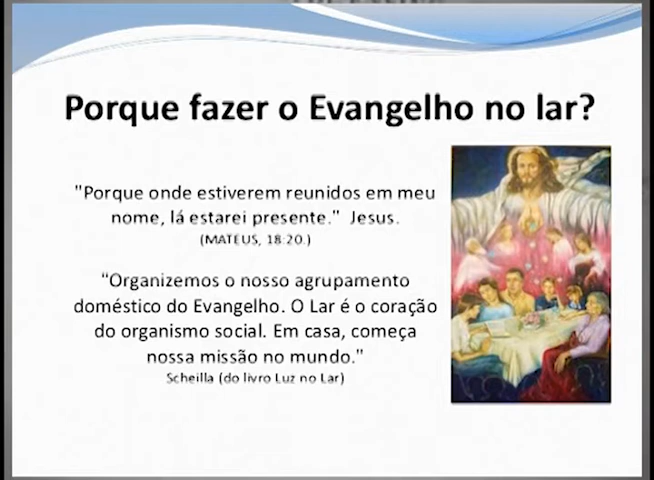 Porque fazer o Evangelho no lar?
"Porque onde estiverem reunidos em meu
nome, lá estarei presente." Jesus.
(MATEUS, 18:20.)
"Organizemos o nosso agrupamento
doméstico do Evangelho. O Lar é o coração
do organismo social. Em casa, começa
nossa missão no mundo."
Scheilla (do livro Luz no Lar)